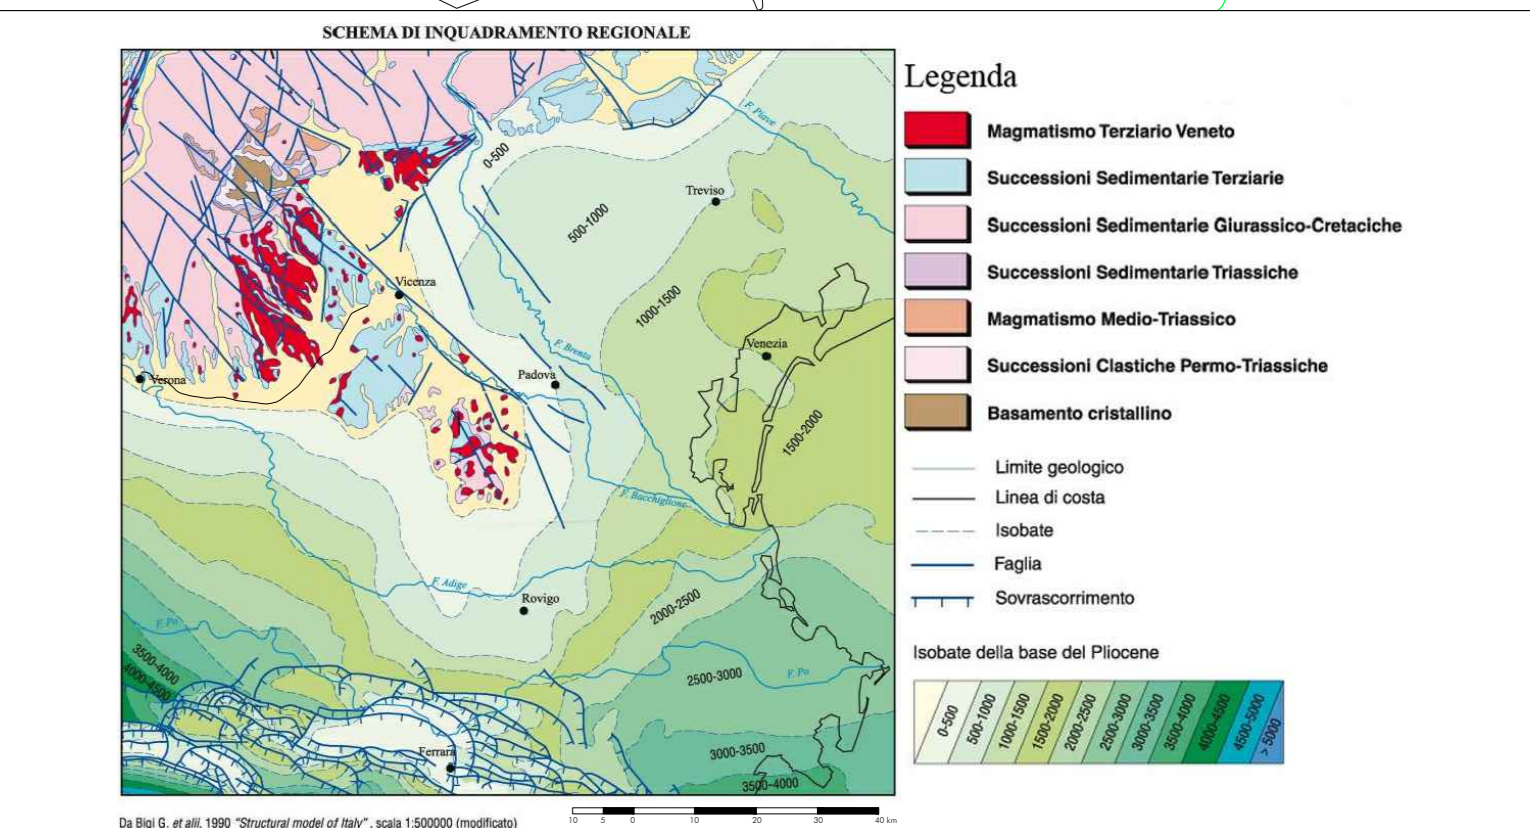 SCHEMA DI INQUADRAMENTO REGIONALE
F. Piave
0-500
Treviso
500-1000
Vicenza
1000-1500
Venezia
F. Brenta
Padova
Verona
1500-2000
F. Bacchiglione
F. Adige
Rovigo
2000-2500
F. Po
3500-4000
4000-4500
2500-3000
F. Po
Ferrara
3000-3500
3500-4000
Legenda
Magmatismo Terziario Veneto
Successioni Sedimentarie Terziarie
Successioni Sedimentarie Giurassico-Cretaciche
Successioni Sedimentarie Triassiche
Magmatismo Medio-Triassico
Successioni Clastiche Permo-Triassiche
Basamento cristallino
Limite geologico
Linea di costa
Isobate
Faglia
Sovrascorrimento
Isobate della base del Pliocene
0-500
500-1000
1000-1500
1500-2000
2000-2500
2500-3000
3000-3500
3500-4000
4000-4500
4500-5000
> 5000
Da Bigi G. et alii, 1990 "Structural model of Italy", scala 1:500000 (modificato)
10 5 0 10 20 30 40 km